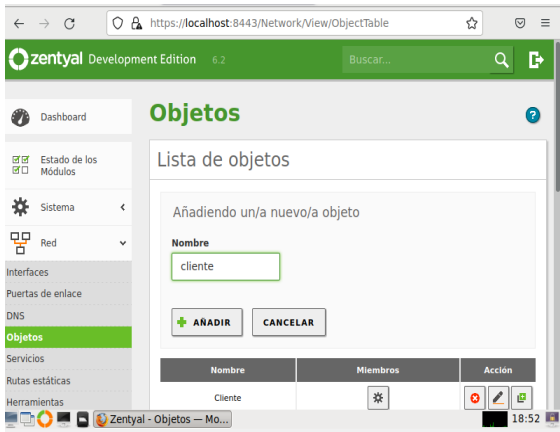 https://localhost:8443/Network/View/ObjectTable
zentyal Development Edition 6.2
Buscar...
Dashboard
Estado de los
Módulos
Sistema
Red
Interfaces
Puertas de enlace
DNS
Objetos
Servicios
Rutas estáticas
Herramientas
Objetos
?
Lista de objetos
Añadiendo un/a nuevo/a objeto
Nombre
cliente
AÑADIR
CANCELAR
Nombre Miembros Acción
Cliente
Zentyal - Objetos — Mo...
18:52